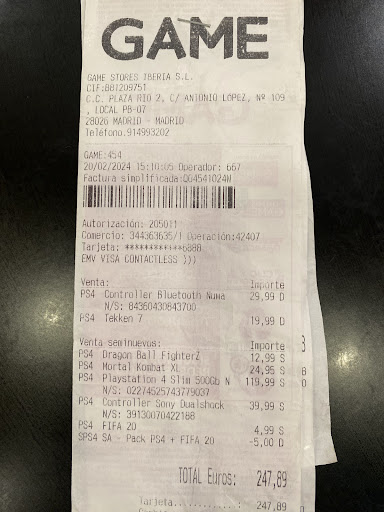 GAME
GAME STORES IBERIA S.L.
CIF:B81209751
C.C. PLAZA RIO 2, C/ ANTONIO LOPEZ, Nº 109
, LOCAL PB-07
28026 MADRID - MADRID
Teléfono.914993202
GAME:454
20/02/2024 15:10:05 Operador: 667
Factura simplificada:004541024W
Autorización: 205011
Comercio: 344363635/1 Operación:42407
Tarjeta: ************6888
EMV VISA CONTACTLESS )))
Venta: Importe
PS4 Controller Bluetooth Numa 29,99 D
N/S: 84360430843700
PS4 Tekken 7 19,99 D
Venta seminuevos: Importe
PS4 Dragon Ball FighterZ 12,99 S
PS4 Mortal Kombat XL 24,95 S
PS4 Playstation 4 Slim 500Gb N 119,99 S
N/S: 02274525743779037
PS4 Controller Sony Dualshock 39,99 S
N/S: 39130070422188
PS4 FIFA 20 4,99 S
SPS4 SA - Pack PS4 + FIFA 20 -5,00 D
TOTAL Euros: 247,89
Tarjeta............: 247,89